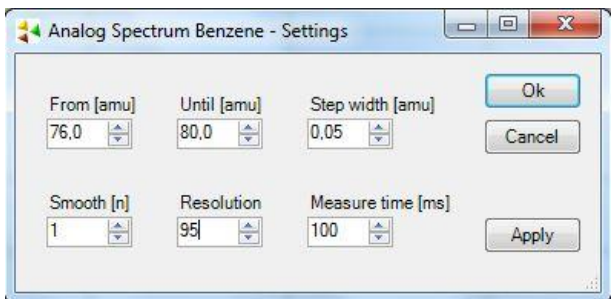 Analog Spectrum Benzene - Settings
From [amu] Until [amu] Step width [amu] Ok
76,0 80,0 0,05 Cancel
Smooth [n] Resolution Measure time [ms]
1 95 100 Apply